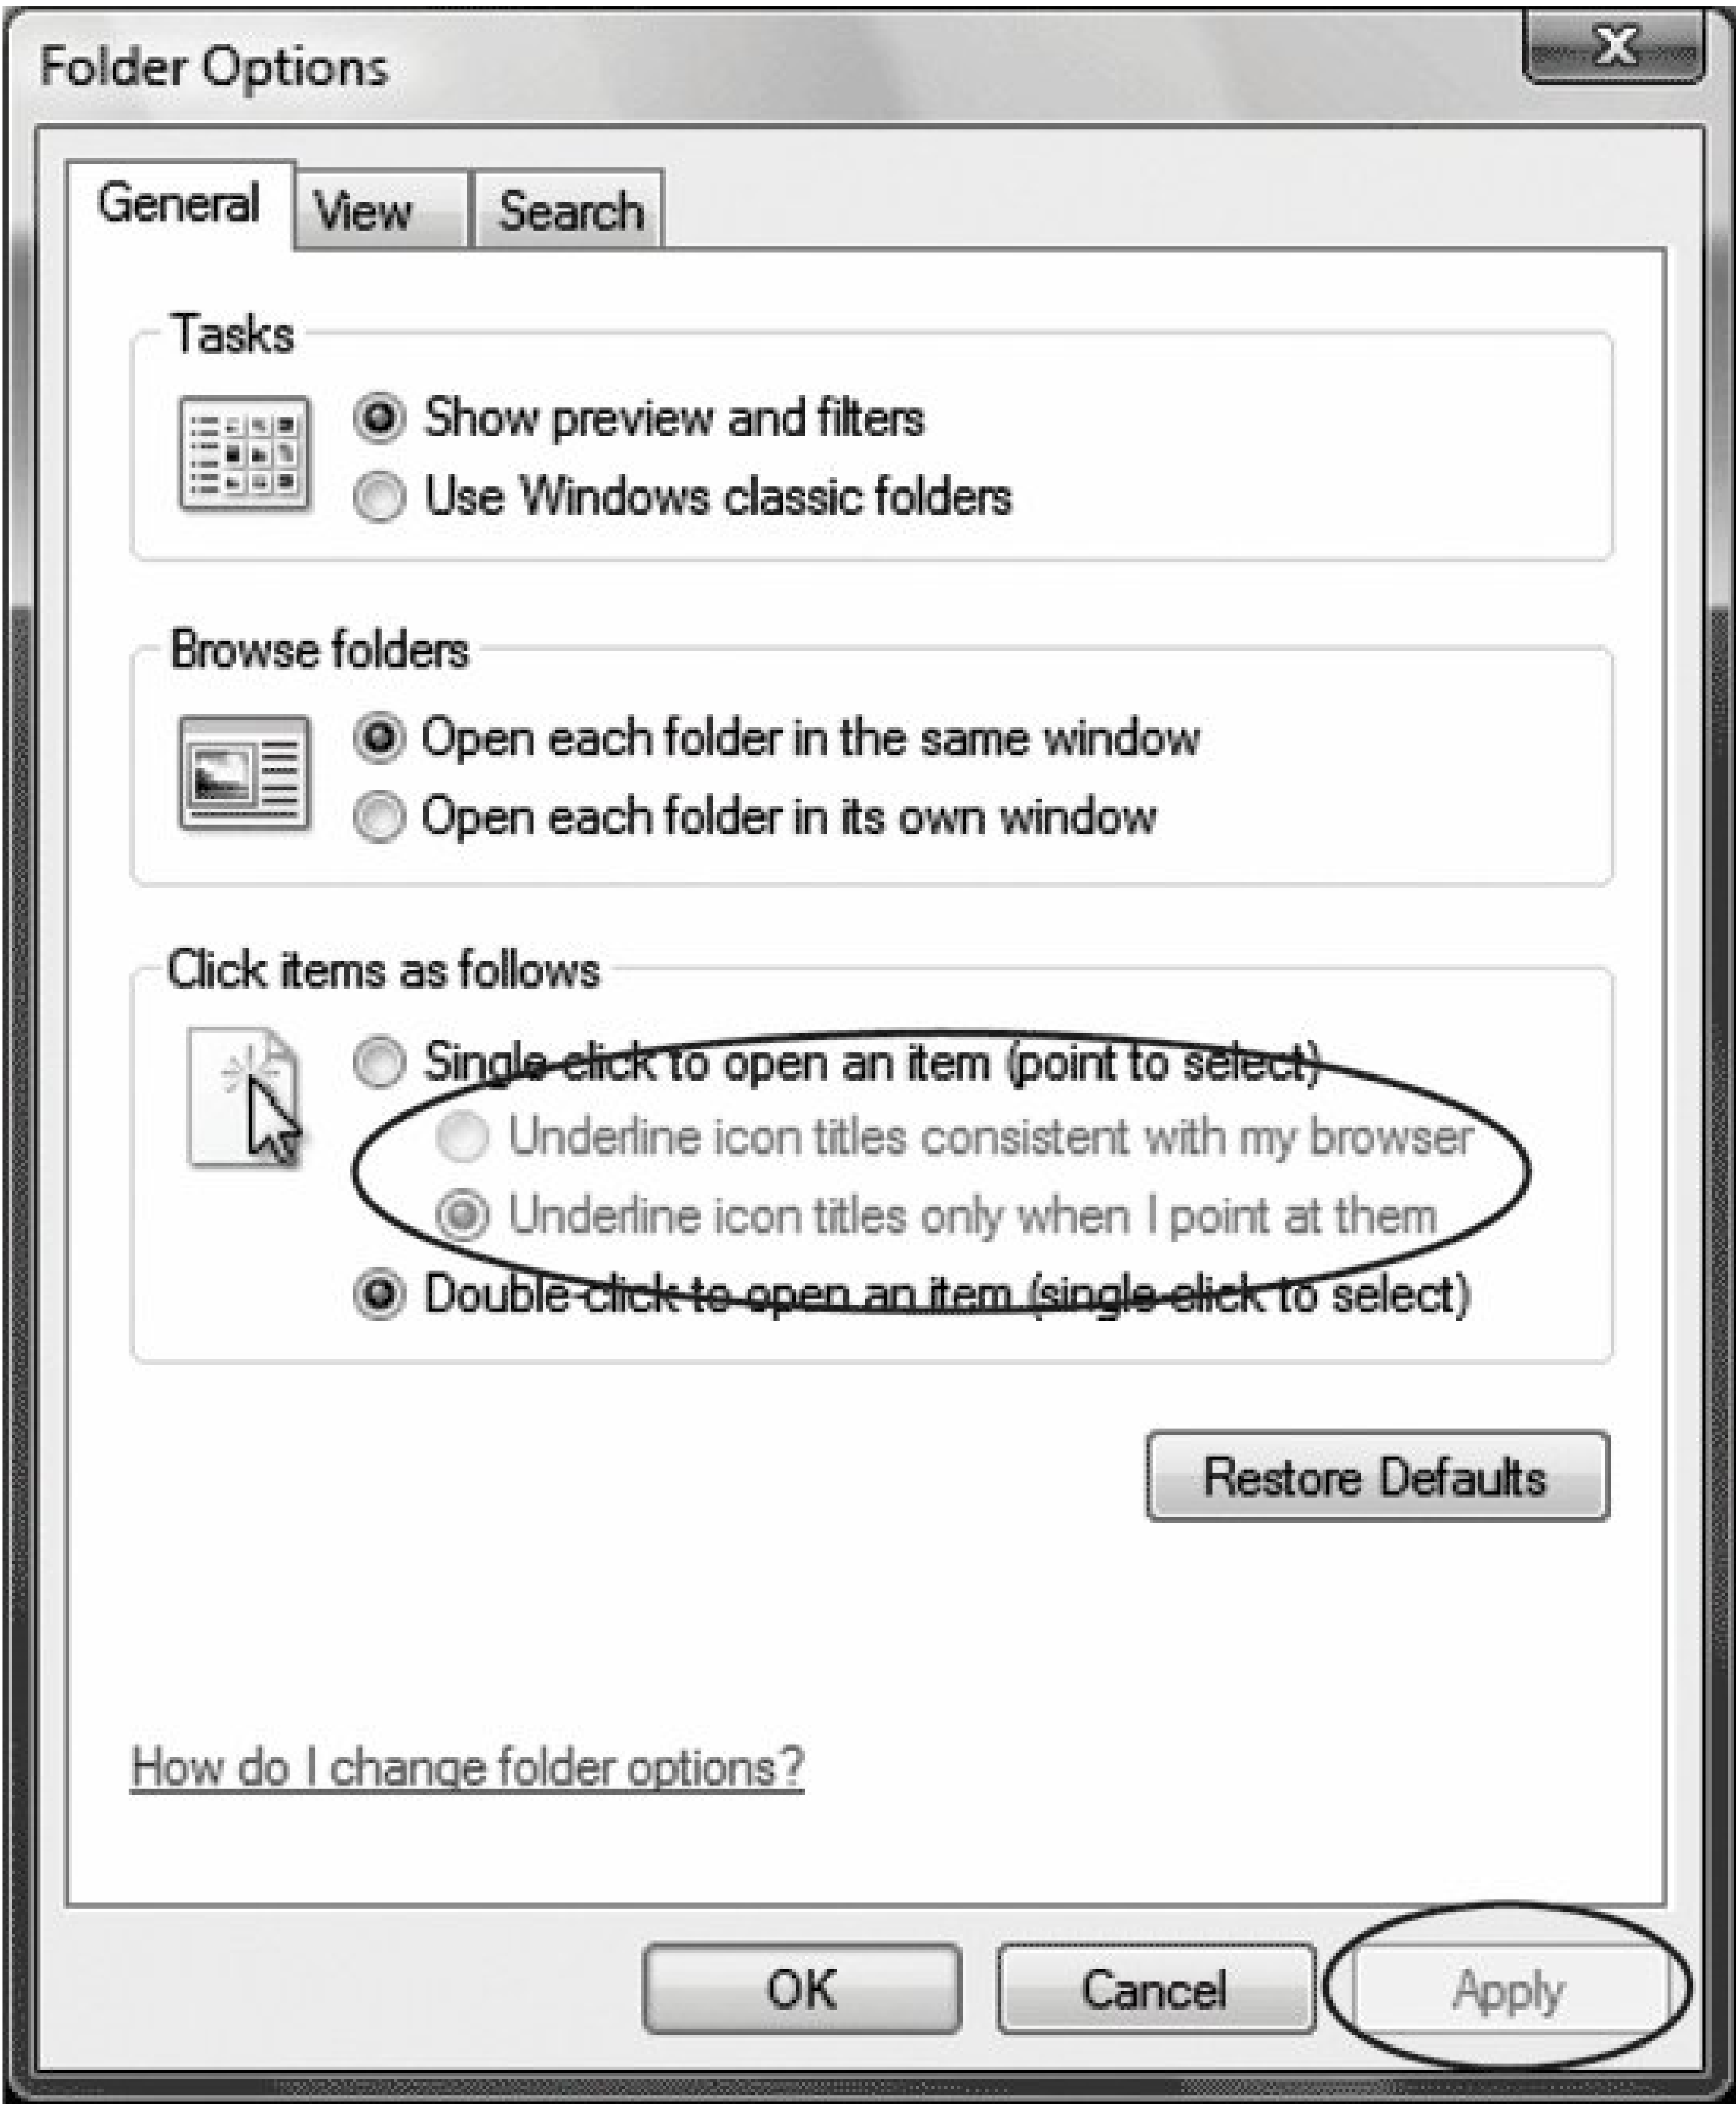 Folder Options
General View Search
Tasks
Show preview and filters
Use Windows classic folders
Browse folders
Open each folder in the same window
Open each folder in its own window
Click items as follows
Single-click to open an item (point to select)
Underline icon titles consistent with my browser
Underline icon titles only when I point at them
Double-click to open an item (single-click to select)
Restore Defaults
How do I change folder options?
OK Cancel Apply